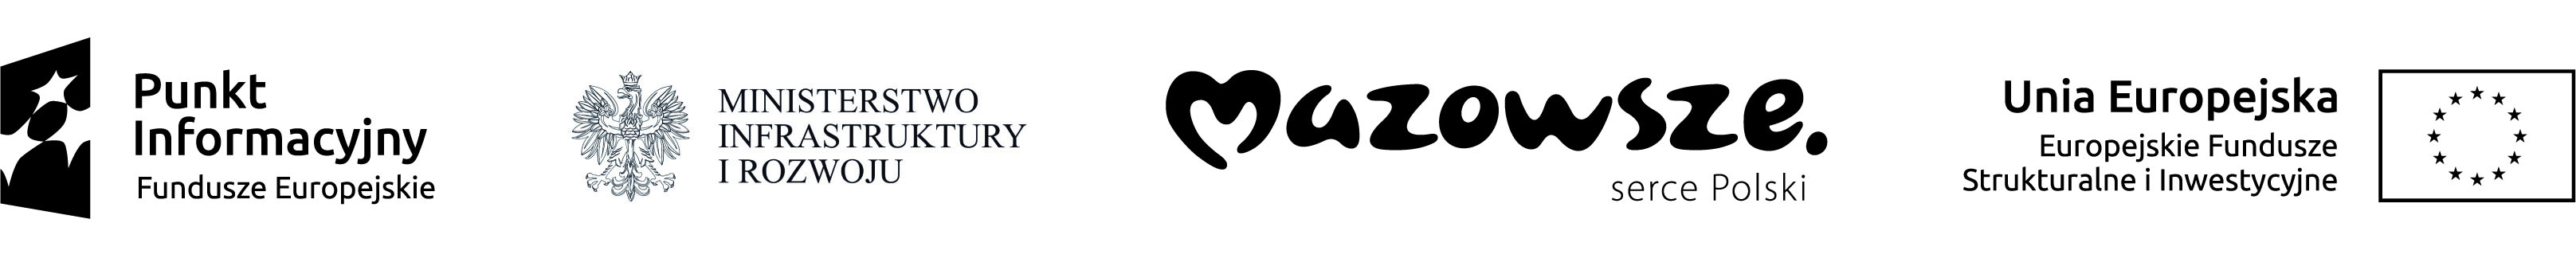 Punkt
Informacyjny
Fundusze Europejskie
MINISTERSTWO
INFRASTRUKTURY
I ROZWOJU
mazowsze.
serce Polski
Unia Europejska
Europejskie Fundusze
Strukturalne i Inwestycyjne